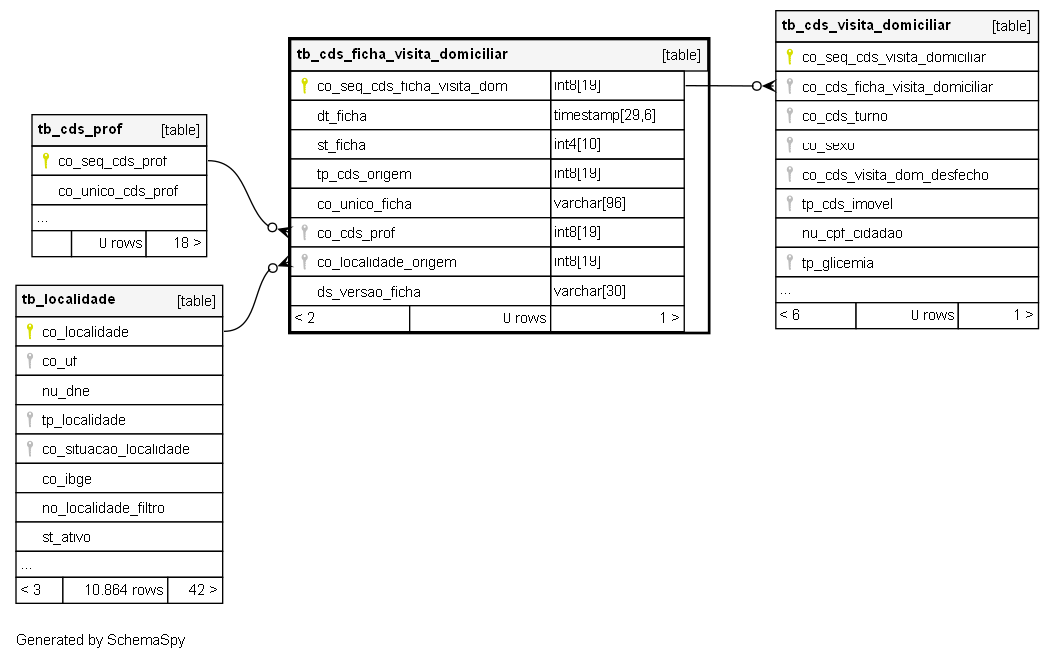 tb_cds_prof [table]
co_seq_cds_prof
co_unico_cds_prof
...
0 rows 18 >
tb_localidade [table]
co_localidade
co_uf
nu_dne
tp_localidade
co_situacao_localidade
co_ibge
no_localidade_filtro
st_ativo
...
< 3 10.864 rows 42 >
tb_cds_ficha_visita_domiciliar [table]
co_seq_cds_ficha_visita_dom int8[19]
dt_ficha timestamp[29,6]
st_ficha int4[10]
tp_cds_origem int8[19]
co_unico_ficha varchar[96]
co_cds_prof int8[19]
co_localidade_origem int8[19]
ds_versao_ficha varchar[30]
< 2 0 rows 1 >
tb_cds_visita_domiciliar [table]
co_seq_cds_visita_domiciliar
co_cds_ficha_visita_domiciliar
co_cds_turno
co_sexo
co_cds_visita_dom_desfecho
tp_cds_imovel
nu_cpf_cidadao
tp_glicemia
...
< 6 0 rows 1 >
Generated by SchemaSpy